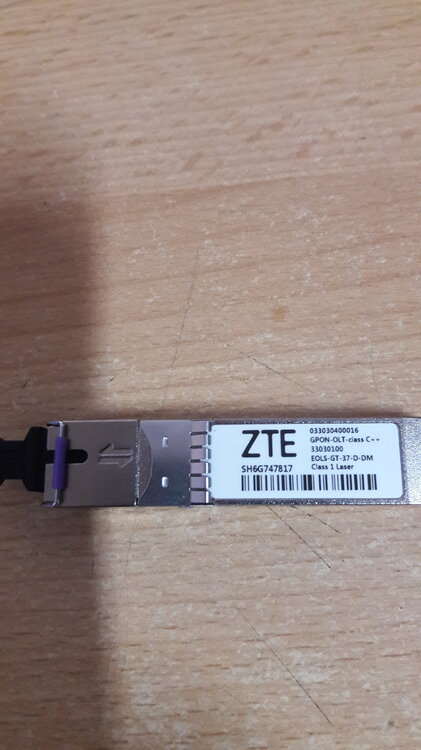 ZTE
SH6G747817
033030400016
GPON-OLT-class C++
33030100
EOLS-GT-37-D-DM
Class 1 Laser